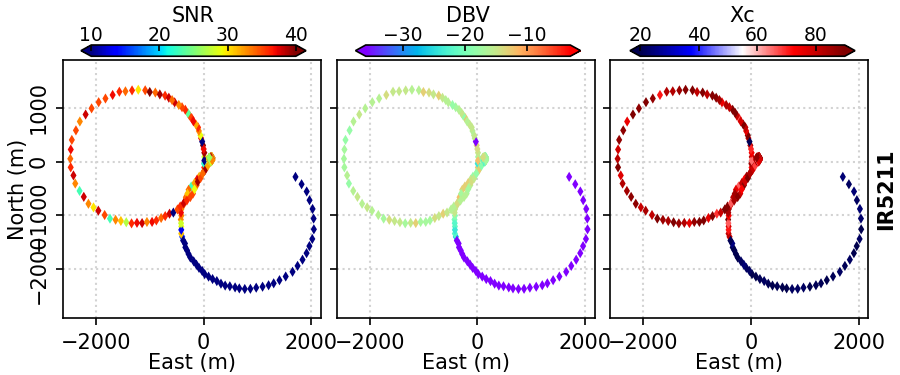 SNR DBV Xc
10 20 30 40 −30 −20 −10 20 40 60 80
North (m)
1000
0
−1000
−2000
IR5211
−2000 0 2000 −2000 0 2000 −2000 0 2000
East (m) East (m) East (m)